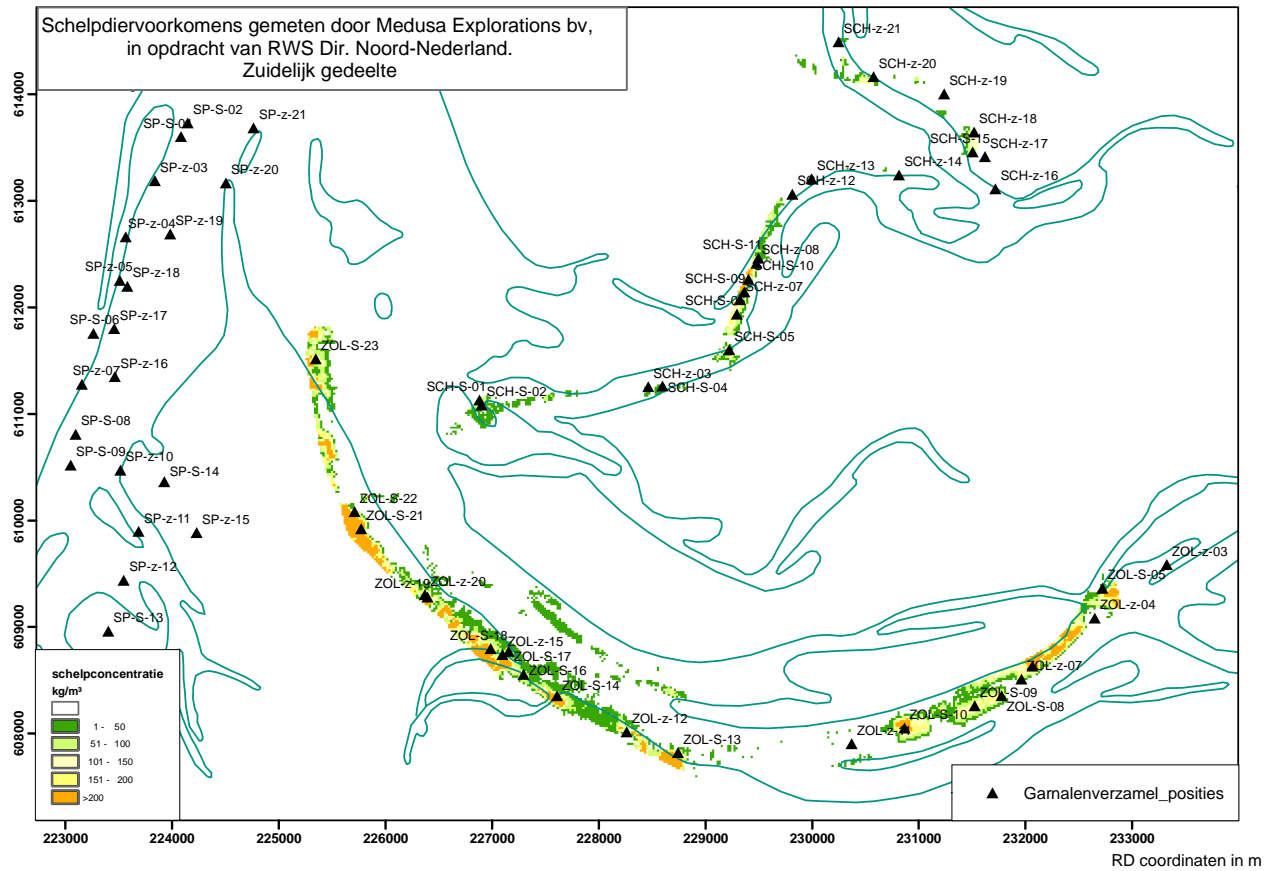 Schelpdiervoorkomens gemeten door Medusa Explorations bv,
in opdracht van RWS Dir. Noord-Nederland.
Zuidelijk gedeelte
SCH-z-21
SCH-z-20
SCH-z-19
SCH-z-18
SCH-S-15
SCH-z-17
SCH-z-16
SCH-z-14
SCH-z-13
SCH-z-12
SP-S-02
SP-z-21
SP-z-03
SP-z-20
SP-z-04
SP-z-19
SP-z-05
SP-z-18
SP-S-06
SP-z-17
SP-z-16
SP-z-07
SP-S-08
SP-S-09
SP-z-10
SP-S-14
SP-z-11
SP-z-15
SP-z-12
SP-S-13
SCH-S-11
SCH-z-08
SCH-S-10
SCH-S-09
SCH-z-07
SCH-S-05
SCH-z-03
SCH-S-04
SCH-S-01
SCH-S-02
ZOL-S-23
ZOL-S-22
ZOL-S-21
ZOL-z-19
ZOL-z-20
ZOL-S-18
ZOL-z-15
ZOL-S-17
ZOL-S-16
ZOL-S-14
ZOL-z-12
ZOL-S-13
ZOL-z-03
ZOL-S-05
ZOL-z-04
ZOL-z-07
ZOL-S-09
ZOL-S-08
ZOL-S-10
614000
613000
612000
611000
610000
609000
608000
schelpconcentratie
kg/m³
1 - 50
51 - 100
101 - 150
151 - 200
>200
Garnalenverzamel_posities
223000 224000 225000 226000 227000 228000 229000 230000 231000 232000 233000
RD coordinaten in m